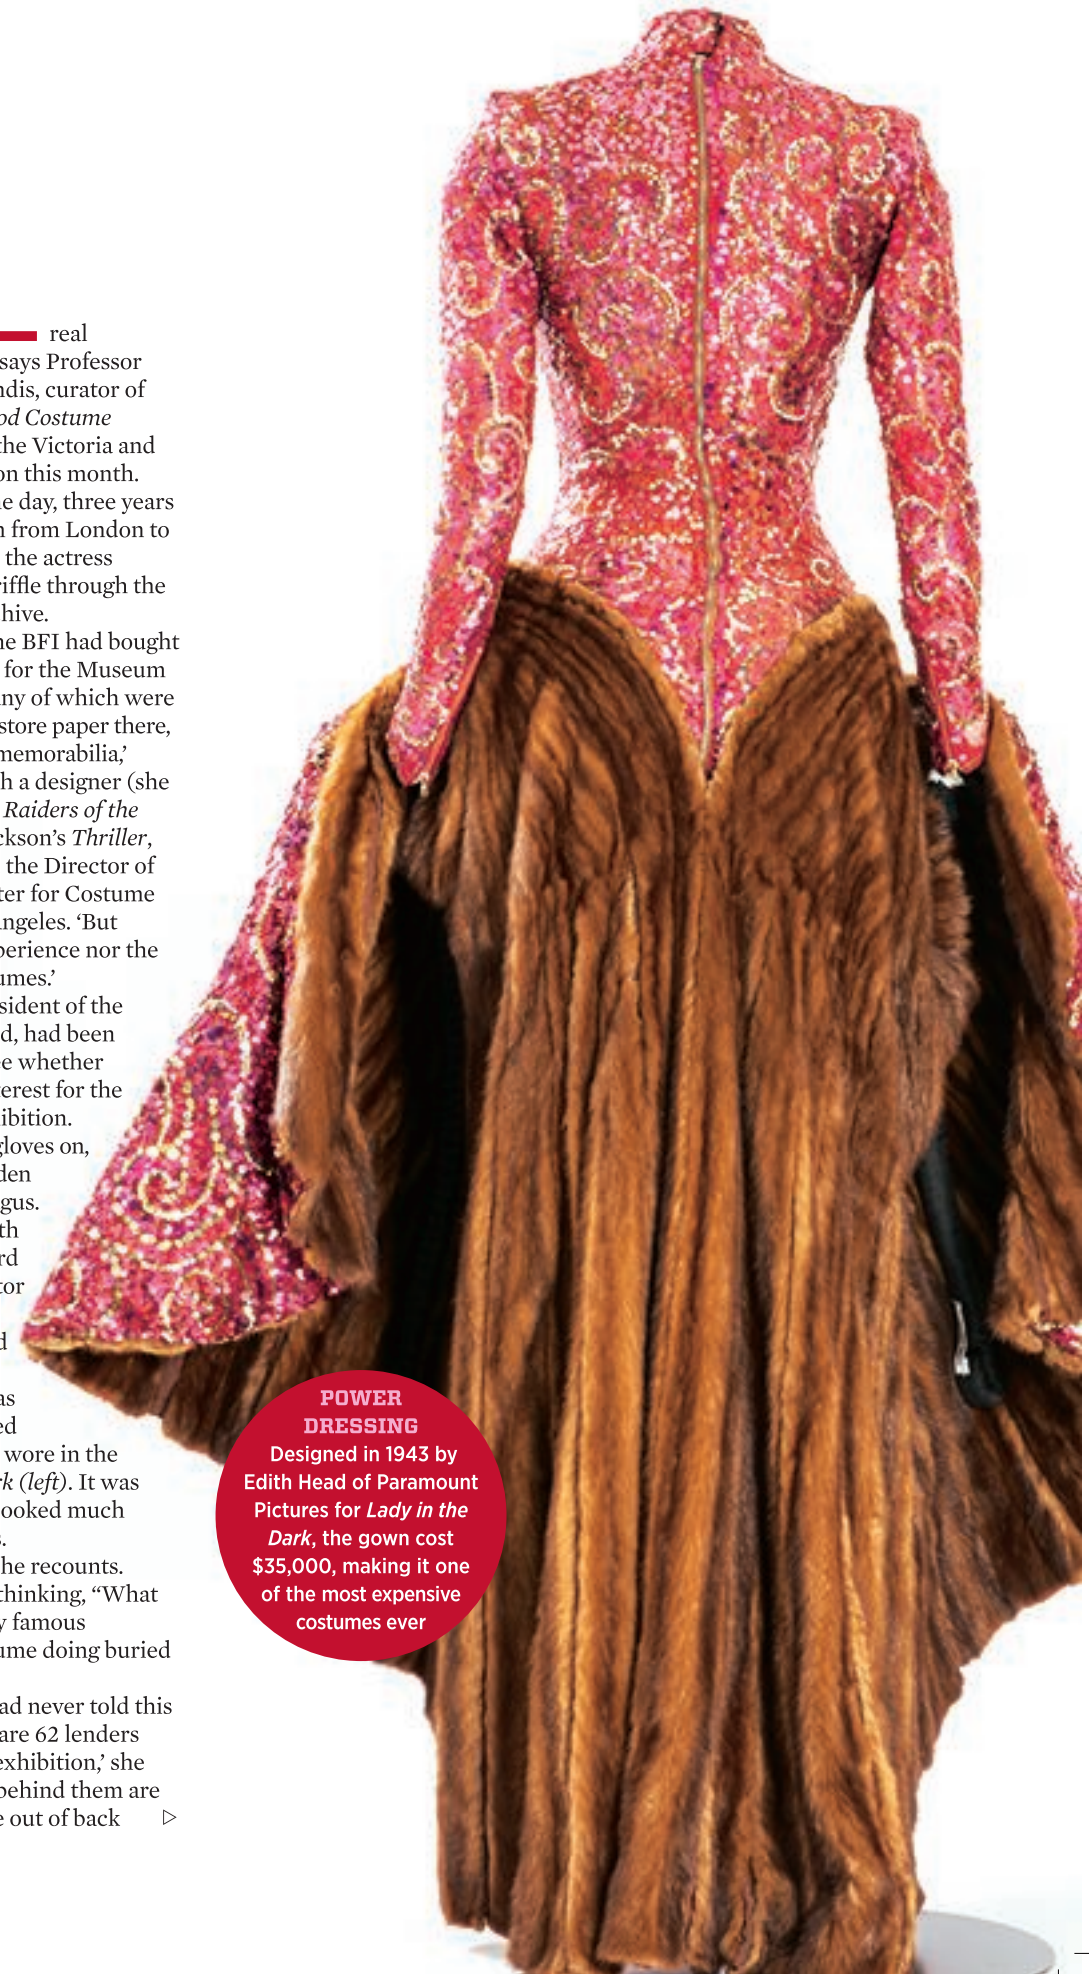 real
says Professor
ndis, curator of
od Costume
the Victoria and
on this month.
e day, three years
n from London to
the actress
riffle through the
hive.
ne BFI had bought
for the Museum
ny of which were
store paper there,
memorabilia,’
h a designer (she
Raiders of the
ckson’s Thriller,
the Director of
ter for Costume
ngeles. ‘But
perience nor the
umes.’
sident of the
d, had been
e whether
erest for the
ibition.
gloves on,
den
gus.
th
rd
tor
d
as
ed
wore in the
rk (left). It was
ooked much
s.
he recounts.
thinking, “What
y famous
ume doing buried
ad never told this
are 62 lenders
exhibition,’ she
behind them are
e out of back ▷
POWER
DRESSING
Designed in 1943 by
Edith Head of Paramount
Pictures for Lady in the
Dark, the gown cost
$35,000, making it one
of the most expensive
costumes ever